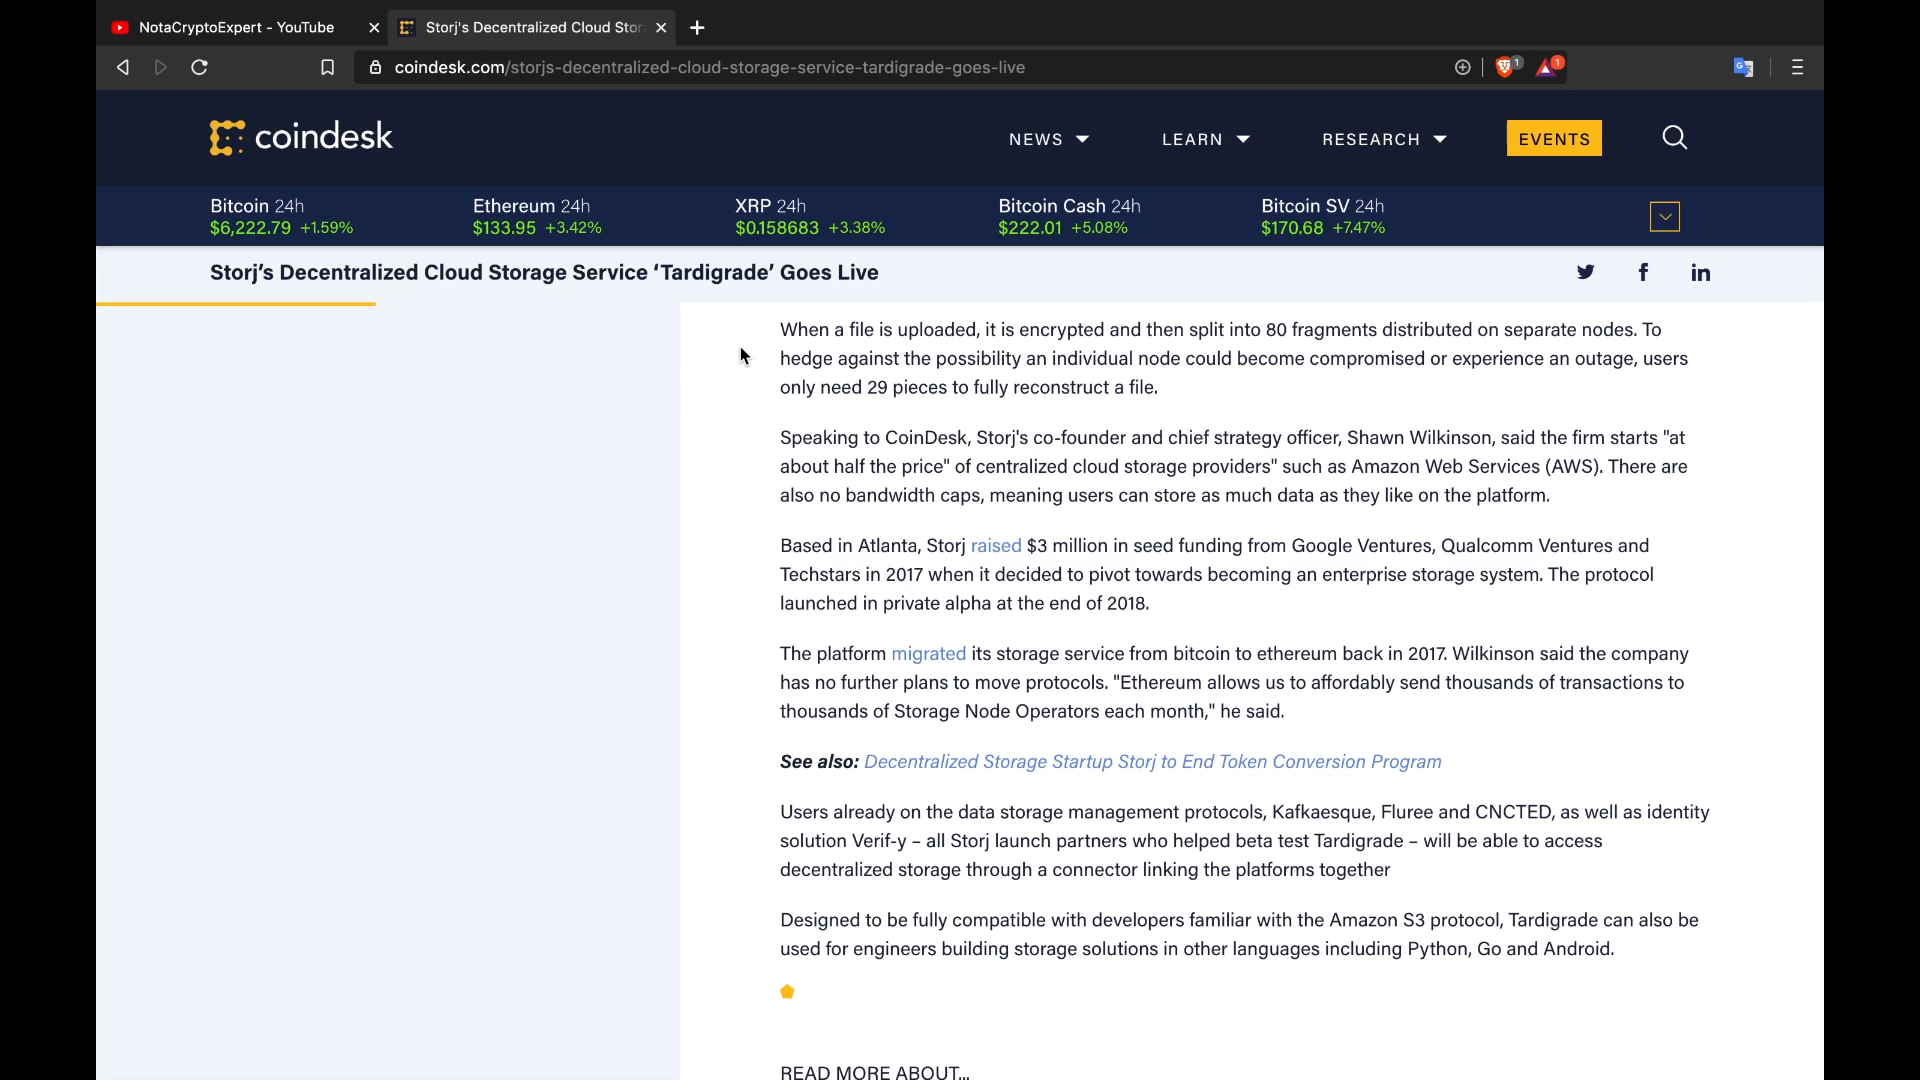 NotaCryptoExpert - YouTube
Storj's Decentralized Cloud Stor
coindesk.com/storjs-decentralized-cloud-storage-service-tardigrade-goes-live
1
1
coindesk
NEWS
LEARN
RESEARCH
EVENTS
Bitcoin 24h
$6,222.79 +1.59%
Ethereum 24h
$133.95 +3.42%
XRP 24h
$0.158683 +3.38%
Bitcoin Cash 24h
$222.01 +5.08%
Bitcoin SV 24h
$170.68 +7.47%
Storj’s Decentralized Cloud Storage Service ‘Tardigrade’ Goes Live
When a file is uploaded, it is encrypted and then split into 80 fragments distributed on separate nodes. To
hedge against the possibility an individual node could become compromised or experience an outage, users
only need 29 pieces to fully reconstruct a file.
Speaking to CoinDesk, Storj's co-founder and chief strategy officer, Shawn Wilkinson, said the firm starts "at
about half the price" of centralized cloud storage providers" such as Amazon Web Services (AWS). There are
also no bandwidth caps, meaning users can store as much data as they like on the platform.
Based in Atlanta, Storj raised $3 million in seed funding from Google Ventures, Qualcomm Ventures and
Techstars in 2017 when it decided to pivot towards becoming an enterprise storage system. The protocol
launched in private alpha at the end of 2018.
The platform migrated its storage service from bitcoin to ethereum back in 2017. Wilkinson said the company
has no further plans to move protocols. "Ethereum allows us to affordably send thousands of transactions to
thousands of Storage Node Operators each month," he said.
See also: Decentralized Storage Startup Storj to End Token Conversion Program
Users already on the data storage management protocols, Kafkaesque, Fluree and CNCTED, as well as identity
solution Verif-y – all Storj launch partners who helped beta test Tardigrade – will be able to access
decentralized storage through a connector linking the platforms together
Designed to be fully compatible with developers familiar with the Amazon S3 protocol, Tardigrade can also be
used for engineers building storage solutions in other languages including Python, Go and Android.
READ MORE ABOUT...